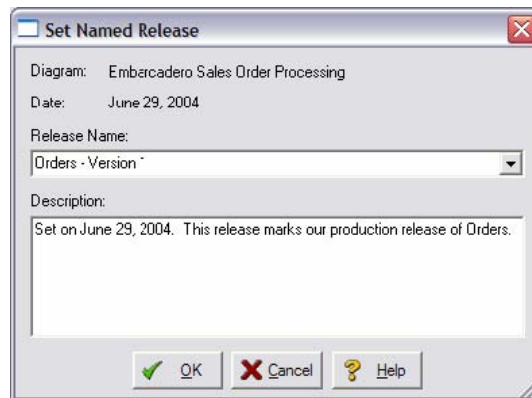 Set Named Release
Diagram: Embarcadero Sales Order Processing
Date: June 29, 2004
Release Name:
Orders - Version
Description:
Set on June 29, 2004. This release marks our production release of Orders.
OK
Cancel
Help